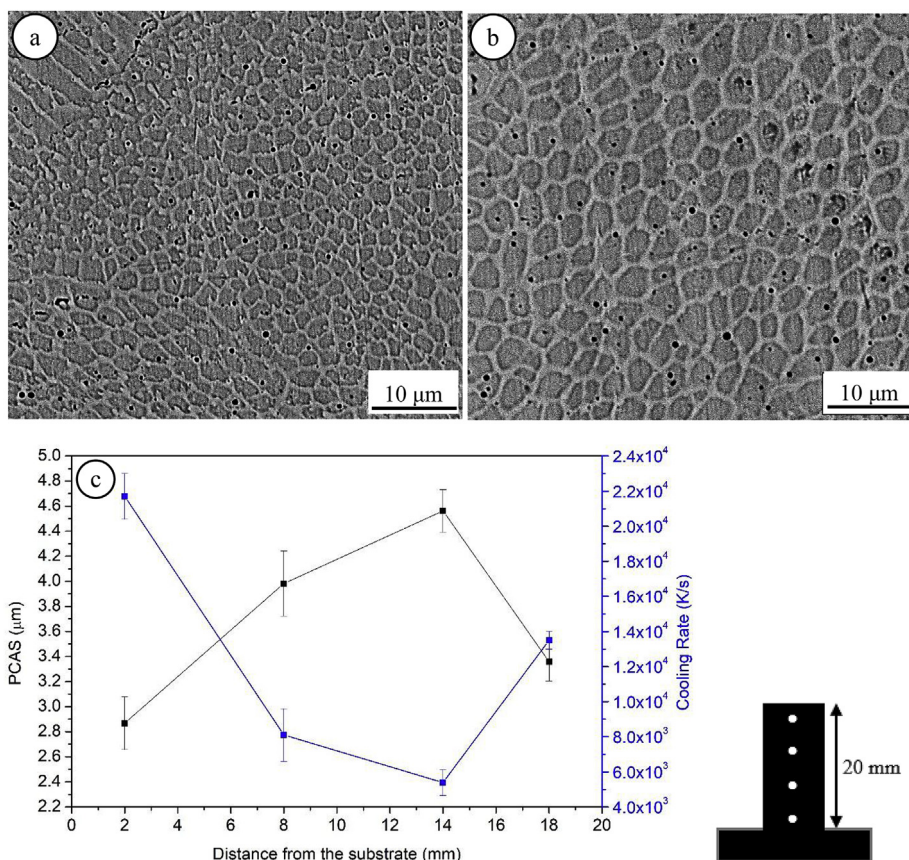 a
b
10 μm
10 μm
c
5.0
4.8
4.6
4.4
4.2
4.0
3.8
3.6
3.4
3.2
3.0
2.8
2.6
2.4
2.2
PCAS (μm)
2.4x10⁴
2.2x10⁴
2.0x10⁴
1.8x10⁴
1.6x10⁴
1.4x10⁴
1.2x10⁴
1.0x10⁴
8.0x10³
6.0x10³
4.0x10³
Cooling Rate (K/s)
0 2 4 6 8 10 12 14 16 18 20
Distance from the substrate (mm)
20 mm